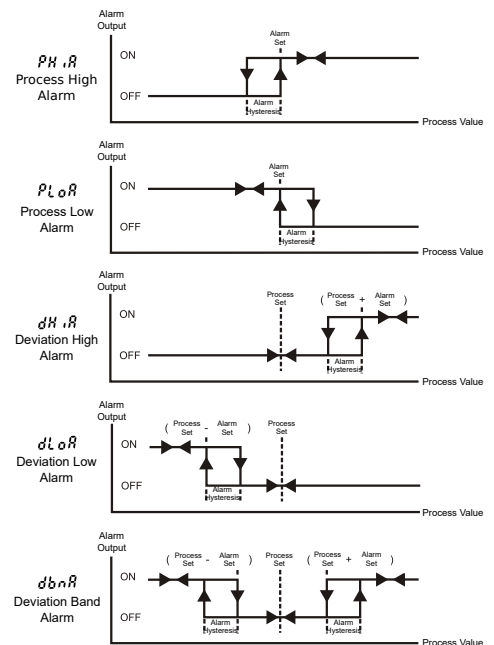 Alarm
Output
Alarm
Set
PH iA
ON
Process High
Alarm
OFF
Alarm
Hysteresis
Process Value
Alarm
Output
Alarm
Set
PLoA
ON
Process Low
Alarm
OFF
Alarm
Hysteresis
Process Value
Alarm
Output
Process
Set
( Process Set + Alarm Set )
dH iA
ON
Deviation High
Alarm
OFF
Alarm
Hysteresis
Process Value
Alarm
Output
( Process Set - Alarm Set )
Process
Set
dLoA
ON
Deviation Low
Alarm
OFF
Alarm
Hysteresis
Process Value
Alarm
Output
( Process Set - Alarm Set )
Process
Set
( Process Set + Alarm Set )
dbnA
ON
Deviation Band
Alarm
OFF
Alarm
Hysteresis
Alarm
Hysteresis
Process Value